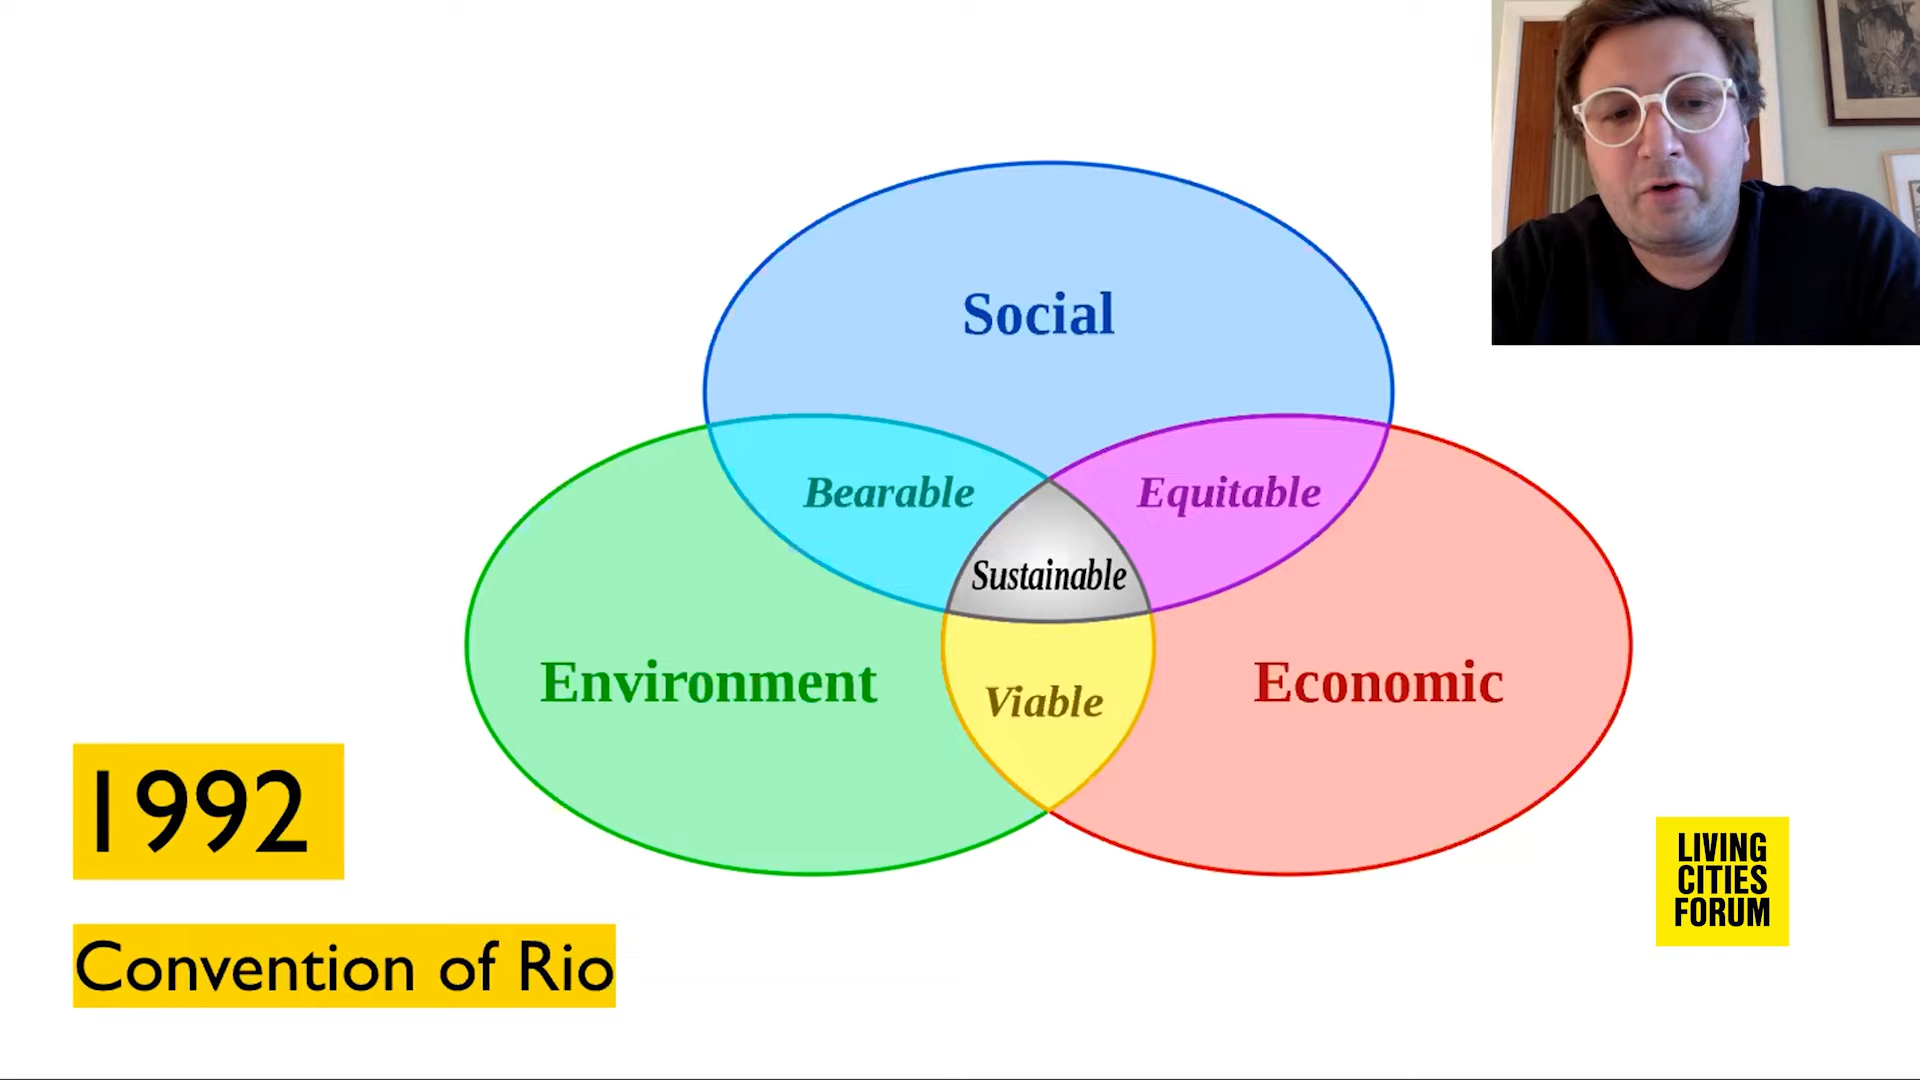 Social
Bearable
Equitable
Sustainable
Environment
Economic
Viable
1992
Convention of Rio
LIVING
CITIES
FORUM